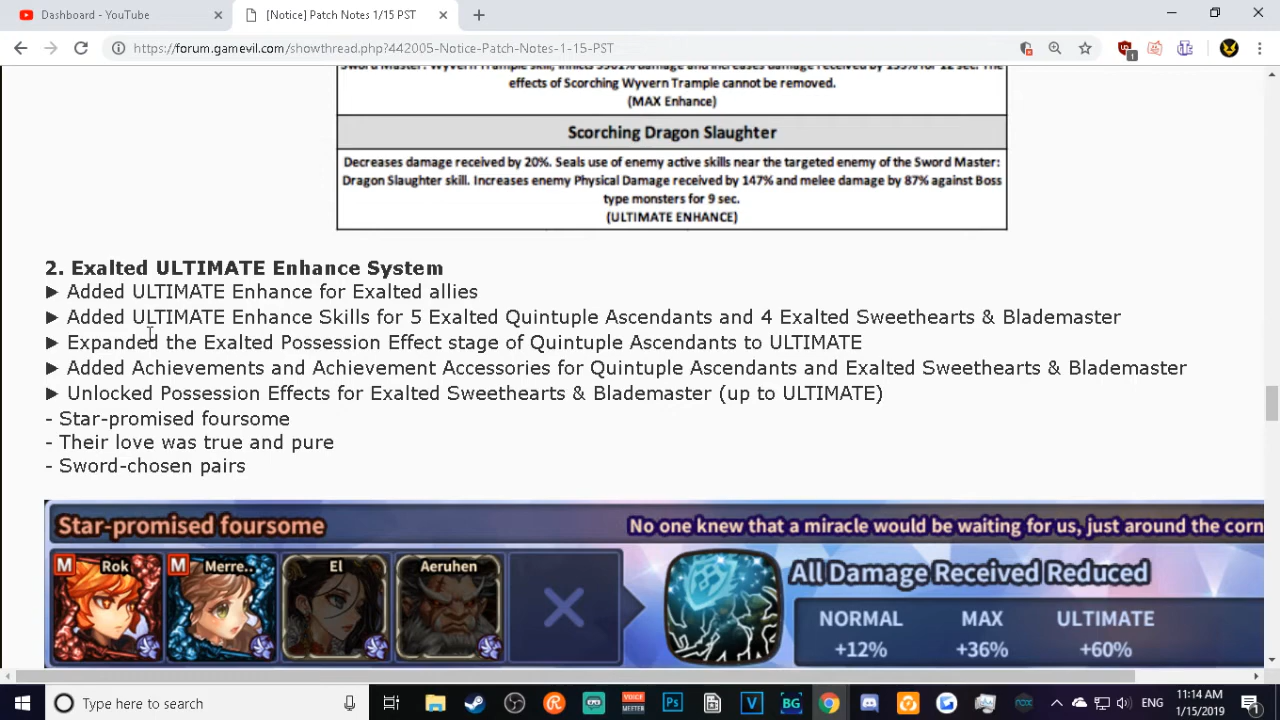 Dashboard - YouTube
[Notice] Patch Notes 1/15 PST
https://forum.gamevil.com/showthread.php?442005-Notice-Patch-Notes-1-15-PST
effects of Scorching Wyvern Trample cannot be removed.
(MAX Enhance)
Scorching Dragon Slaughter
Decreases damage received by 20%. Seals use of enemy active skills near the targeted enemy of the Sword Master:
Dragon Slaughter skill. Increases enemy Physical Damage received by 147% and melee damage by 87% against Boss
type monsters for 9 sec.
(ULTIMATE ENHANCE)
2. Exalted ULTIMATE Enhance System
► Added ULTIMATE Enhance for Exalted allies
► Added ULTIMATE Enhance Skills for 5 Exalted Quintuple Ascendants and 4 Exalted Sweethearts & Blademaster
► Expanded the Exalted Possession Effect stage of Quintuple Ascendants to ULTIMATE
► Added Achievements and Achievement Accessories for Quintuple Ascendants and Exalted Sweethearts & Blademaster
► Unlocked Possession Effects for Exalted Sweethearts & Blademaster (up to ULTIMATE)
- Star-promised foursome
- Their love was true and pure
- Sword-chosen pairs
Star-promised foursome
No one knew that a miracle would be waiting for us, just around the corn
M Rok M Merre.. El Aeruhen
All Damage Received Reduced
NORMAL MAX ULTIMATE
+12% +36% +60%
Type here to search
VOICE MEETER
Ps
V
BG
nox
ENG
11:14 AM
1/15/2019